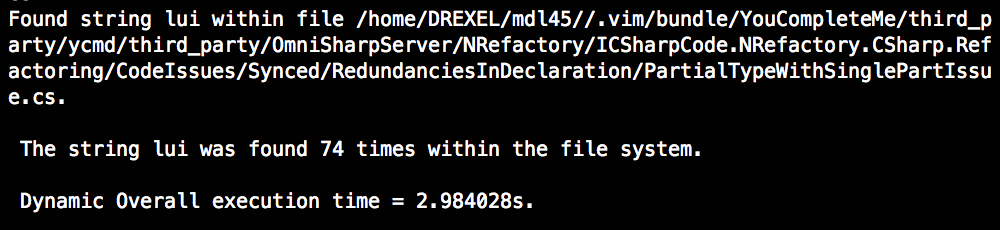 Found string lui within file /home/DREXEL/mdl45//.vim/bundle/YouCompleteMe/third_p
arty/ycmd/third_party/OmniSharpServer/NRefactory/ICSharpCode.NRefactory.CSharp.Ref
actoring/CodeIssues/Synced/RedundanciesInDeclaration/PartialTypeWithSinglePartIssu
e.cs.
The string lui was found 74 times within the file system.
Dynamic Overall execution time = 2.984028s.